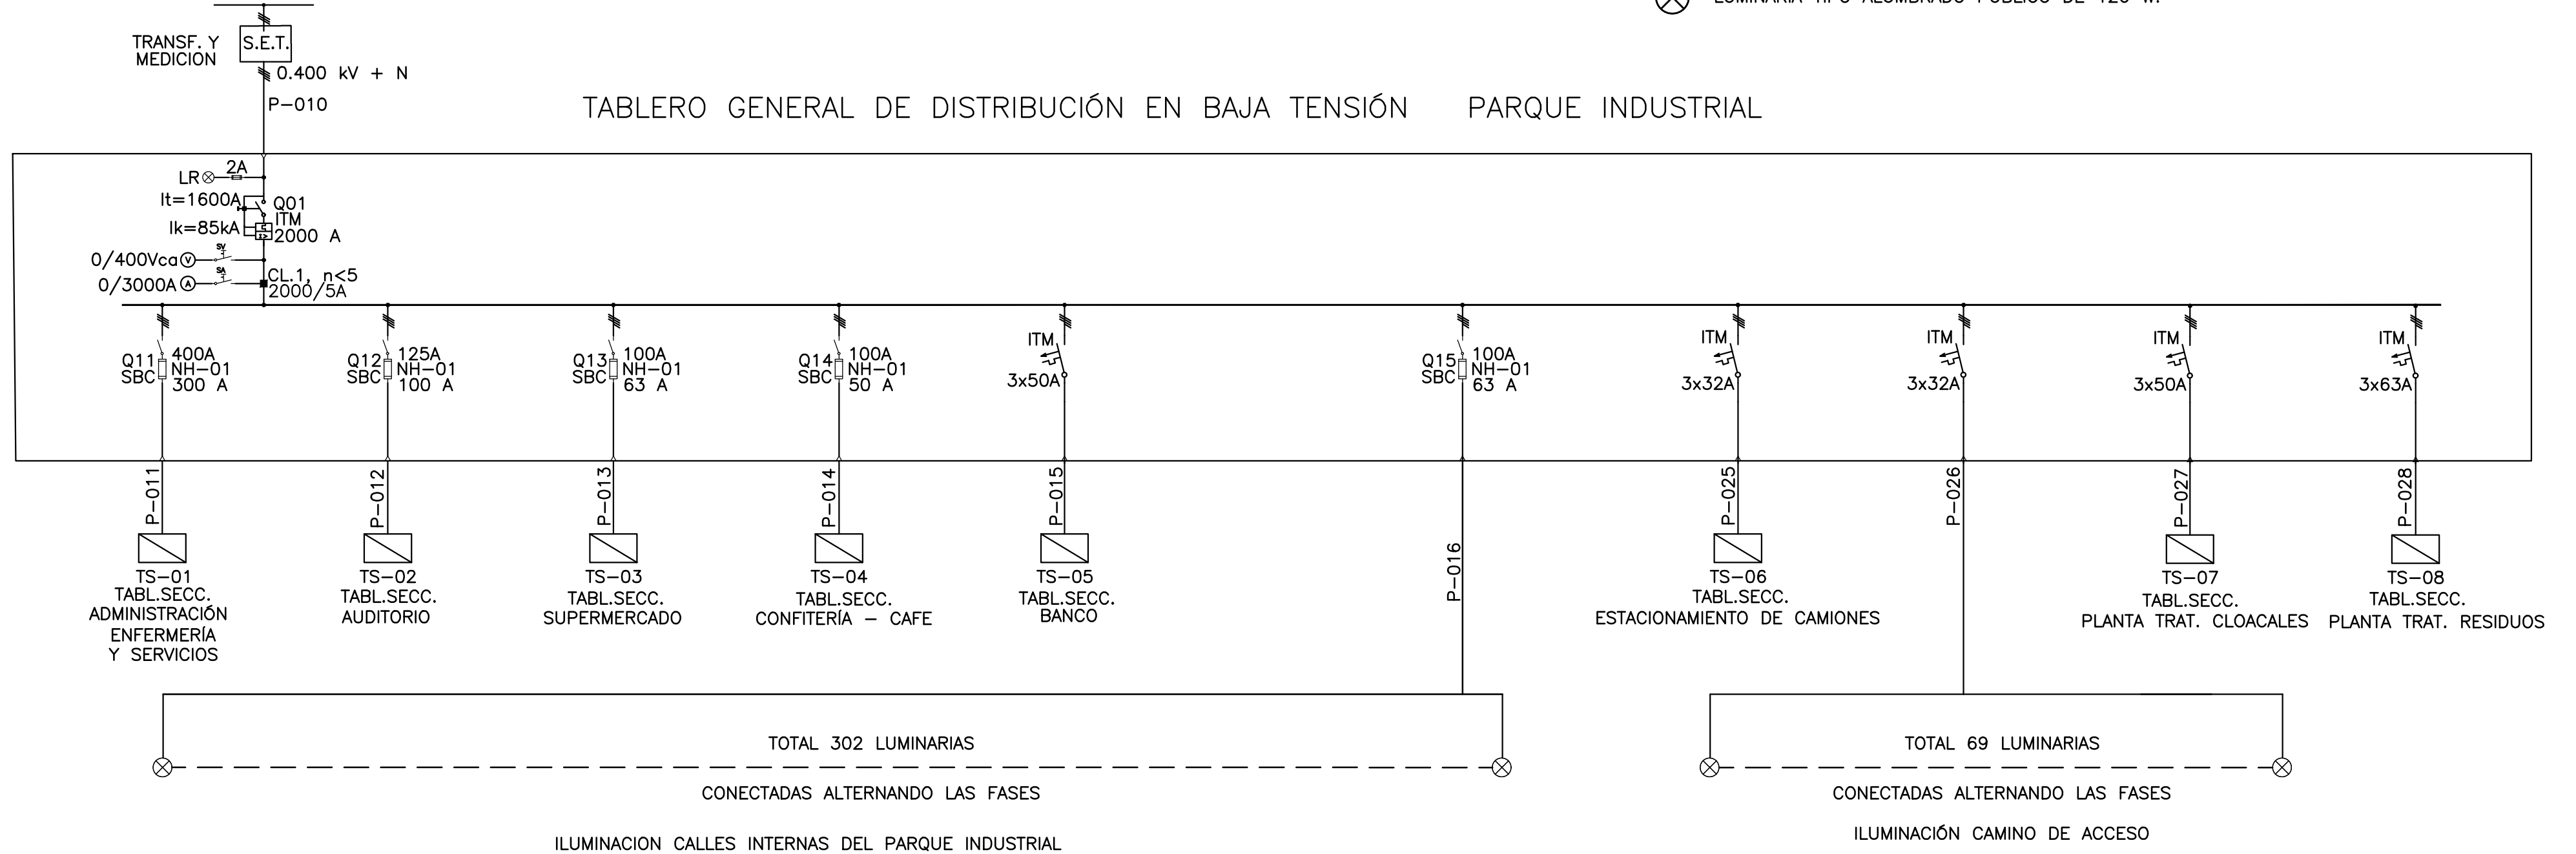 LUMINARIA TIPO ALUMBRADO PUBLICO DE 120 W.
TRANSF. Y
MEDICION
S.E.T.
0.400 kV + N
P-010
TABLERO GENERAL DE DISTRIBUCIÓN EN BAJA TENSIÓN PARQUE INDUSTRIAL
LR
2A
It=1600A
Q01
ITM
2000 A
Ik=85kA
SV
0/400Vca
V
SA
0/3000A
A
CL.1, n<5
2000/5A
Q11
SBC
400A
NH-01
300 A
Q12
SBC
125A
NH-01
100 A
Q13
SBC
100A
NH-01
63 A
Q14
SBC
100A
NH-01
50 A
ITM
3x50A
Q15
SBC
100A
NH-01
63 A
ITM
3x32A
ITM
3x32A
ITM
3x50A
ITM
3x63A
P-011
P-012
P-013
P-014
P-015
P-016
P-025
P-026
P-027
P-028
TS-01
TABL.SECC.
ADMINISTRACIÓN
ENFERMERÍA
Y SERVICIOS
TS-02
TABL.SECC.
AUDITORIO
TS-03
TABL.SECC.
SUPERMERCADO
TS-04
TABL.SECC.
CONFITERÍA - CAFE
TS-05
TABL.SECC.
BANCO
TS-06
TABL.SECC.
ESTACIONAMIENTO DE CAMIONES
TS-07
TABL.SECC.
PLANTA TRAT. CLOACALES
TS-08
TABL.SECC.
PLANTA TRAT. RESIDUOS
TOTAL 302 LUMINARIAS
CONECTADAS ALTERNANDO LAS FASES
ILUMINACION CALLES INTERNAS DEL PARQUE INDUSTRIAL
TOTAL 69 LUMINARIAS
CONECTADAS ALTERNANDO LAS FASES
ILUMINACIÓN CAMINO DE ACCESO